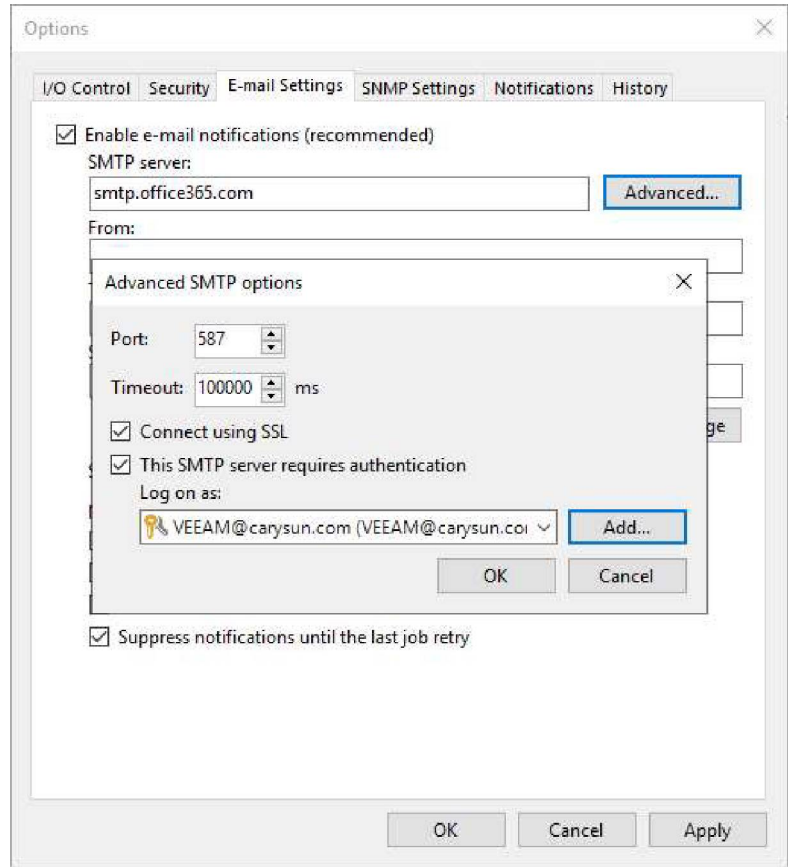 Options
I/O Control Security E-mail Settings SNMP Settings Notifications History
Enable e-mail notifications (recommended)
SMTP server:
smtp.office365.com Advanced...
From:
Advanced SMTP options
Port: 587
Timeout: 100000 ms
Connect using SSL
ge
This SMTP server requires authentication
Log on as:
VEEAM@carysun.com (VEEAM@carysun.co Add...
OK Cancel
Suppress notifications until the last job retry
OK Cancel Apply